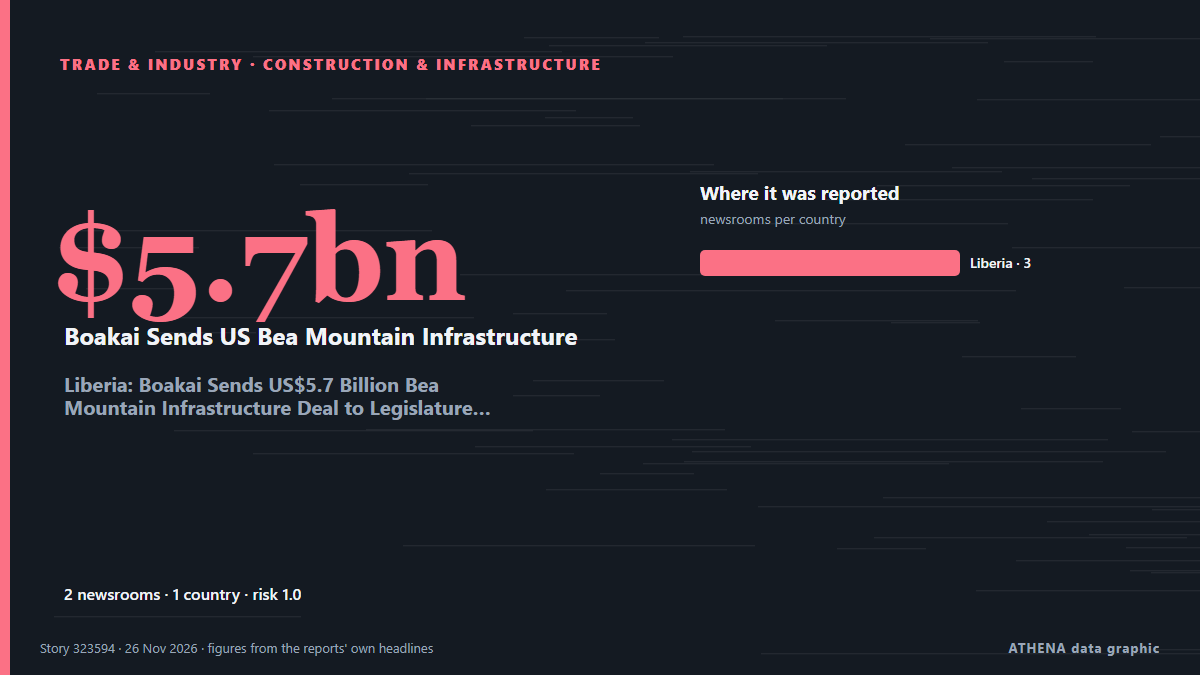 TRADE & INDUSTRY · CONSTRUCTION & INFRASTRUCTURE
$5.7bn
Boakai Sends US Bea Mountain Infrastructure
Liberia: Boakai Sends US$5.7 Billion Bea
Mountain Infrastructure Deal to Legislature…
Where it was reported
newsrooms per country
Liberia · 3
2 newsrooms · 1 country · risk 1.0
Story 323594 · 26 Nov 2026 · figures from the reports' own headlines
ATHENA data graphic